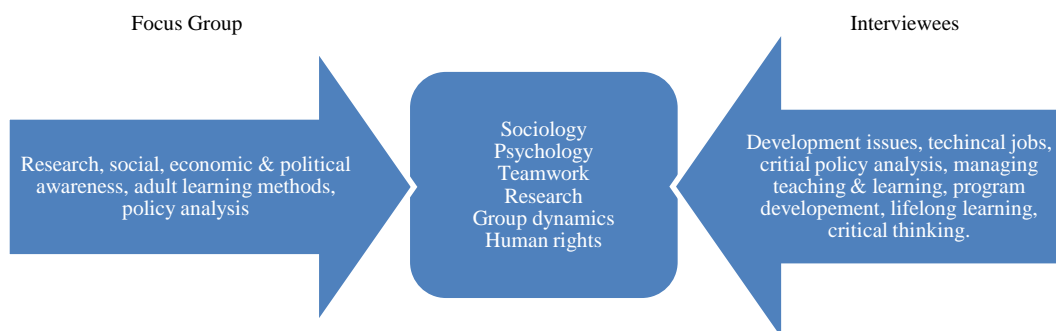 Focus Group
Interviewees
Research, social, economic & political
awareness, adult learning methods,
policy analysis
Sociology
Psychology
Teamwork
Research
Group dynamics
Human rights
Development issues, techincal jobs,
critial policy analysis, managing
teaching & learning, program
developement, lifelong learning,
critical thinking.